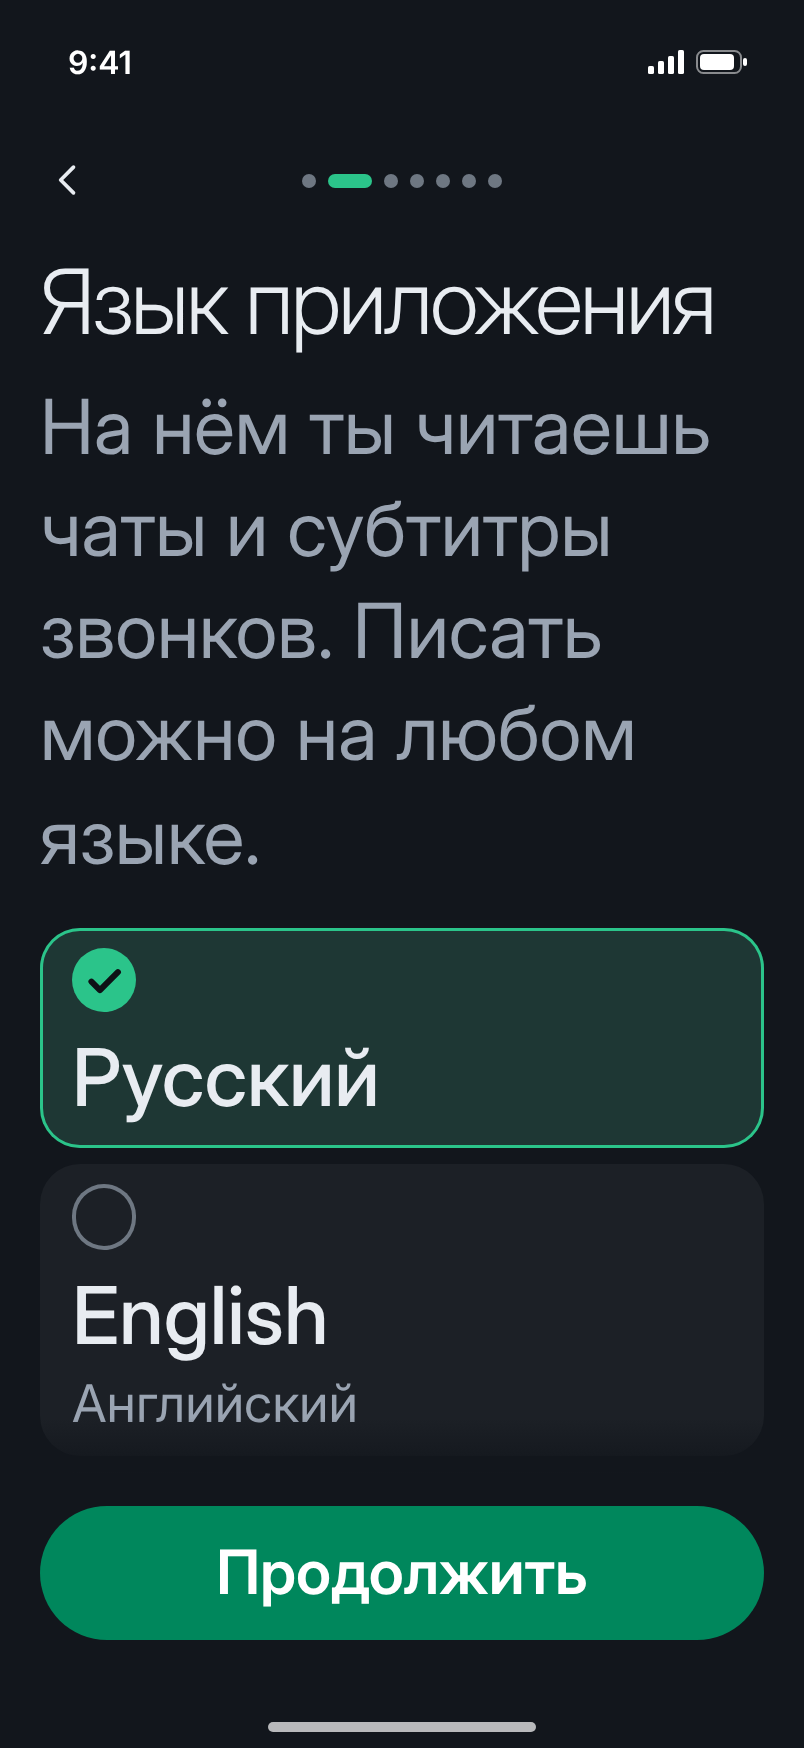 9:41
Язык приложения
На нём ты читаешь
чаты и субтитры
звонков. Писать
можно на любом
языке.
Русский
English
Английский
Продолжить